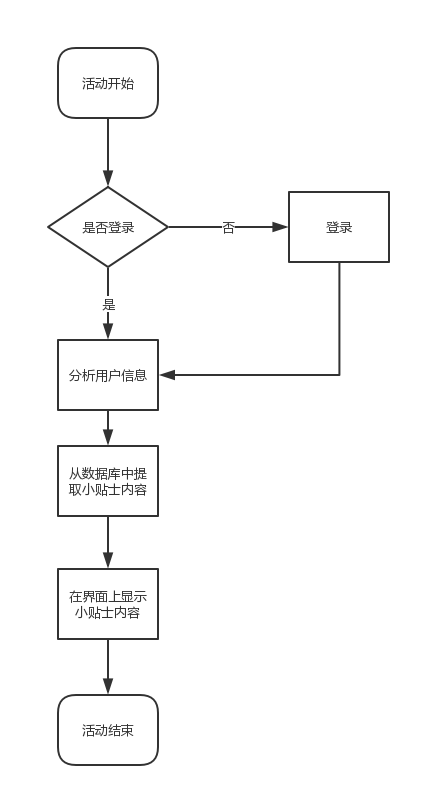 活动开始
是否登录
否
登录
是
分析用户信息
从数据库中提
取小贴士内容
在界面上显示
小贴士内容
活动结束